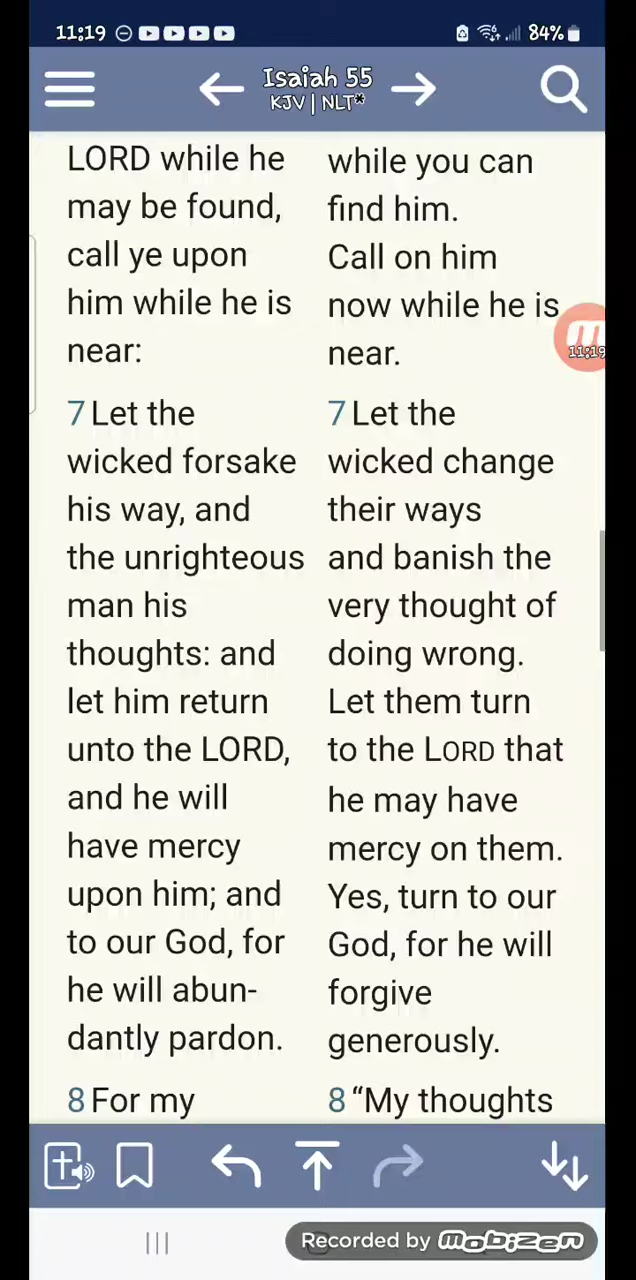 11:19
84%
Isaiah 55
KJV | NLT*
LORD while he
may be found,
call ye upon
him while he is
near:
7 Let the
wicked forsake
his way, and
the unrighteous
man his
thoughts: and
let him return
unto the LORD,
and he will
have mercy
upon him; and
to our God, for
he will abun-
dantly pardon.
8 For my
while you can
find him.
Call on him
now while he is
near.
7 Let the
wicked change
their ways
and banish the
very thought of
doing wrong.
Let them turn
to the LORD that
he may have
mercy on them.
Yes, turn to our
God, for he will
forgive
generously.
8 “My thoughts
m
11:19
Recorded by mobizen